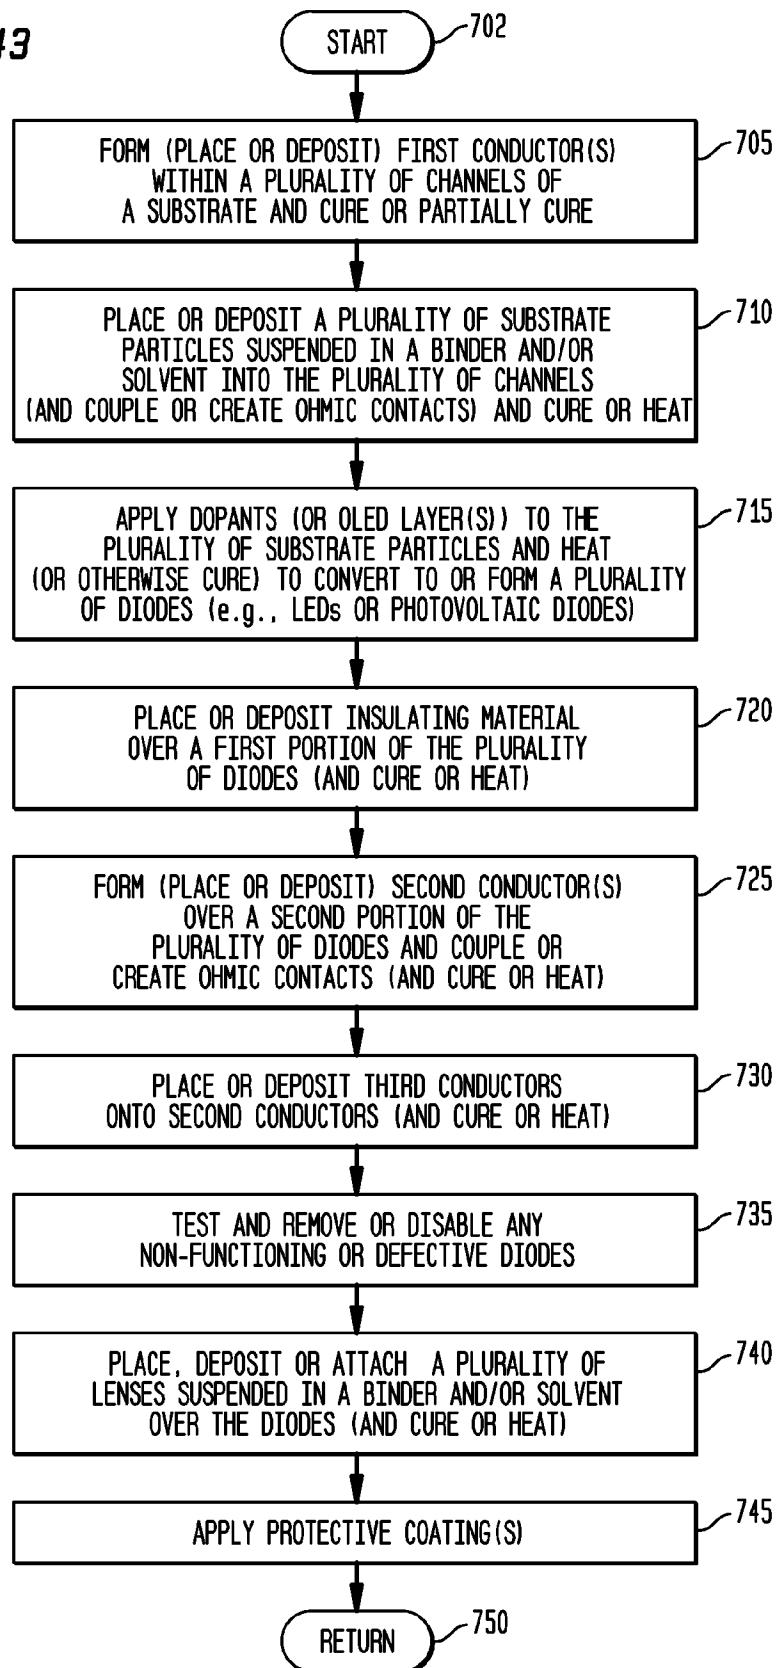 43
START
702
FORM (PLACE OR DEPOSIT) FIRST CONDUCTOR(S)
WITHIN A PLURALITY OF CHANNELS OF
A SUBSTRATE AND CURE OR PARTIALLY CURE
705
PLACE OR DEPOSIT A PLURALITY OF SUBSTRATE
PARTICLES SUSPENDED IN A BINDER AND/OR
SOLVENT INTO THE PLURALITY OF CHANNELS
(AND COUPLE OR CREATE OHMIC CONTACTS) AND CURE OR HEAT
710
APPLY DOPANTS (OR OLED LAYER(S)) TO THE
PLURALITY OF SUBSTRATE PARTICLES AND HEAT
(OR OTHERWISE CURE) TO CONVERT TO OR FORM A PLURALITY
OF DIODES (e.g., LEDs OR PHOTOVOLTAIC DIODES)
715
PLACE OR DEPOSIT INSULATING MATERIAL
OVER A FIRST PORTION OF THE PLURALITY
OF DIODES (AND CURE OR HEAT)
720
FORM (PLACE OR DEPOSIT) SECOND CONDUCTOR(S)
OVER A SECOND PORTION OF THE
PLURALITY OF DIODES AND COUPLE OR
CREATE OHMIC CONTACTS (AND CURE OR HEAT)
725
PLACE OR DEPOSIT THIRD CONDUCTORS
ONTO SECOND CONDUCTORS (AND CURE OR HEAT)
730
TEST AND REMOVE OR DISABLE ANY
NON-FUNCTIONING OR DEFECTIVE DIODES
735
PLACE, DEPOSIT OR ATTACH A PLURALITY OF
LENSES SUSPENDED IN A BINDER AND/OR SOLVENT
OVER THE DIODES (AND CURE OR HEAT)
740
APPLY PROTECTIVE COATING(S)
745
RETURN
750